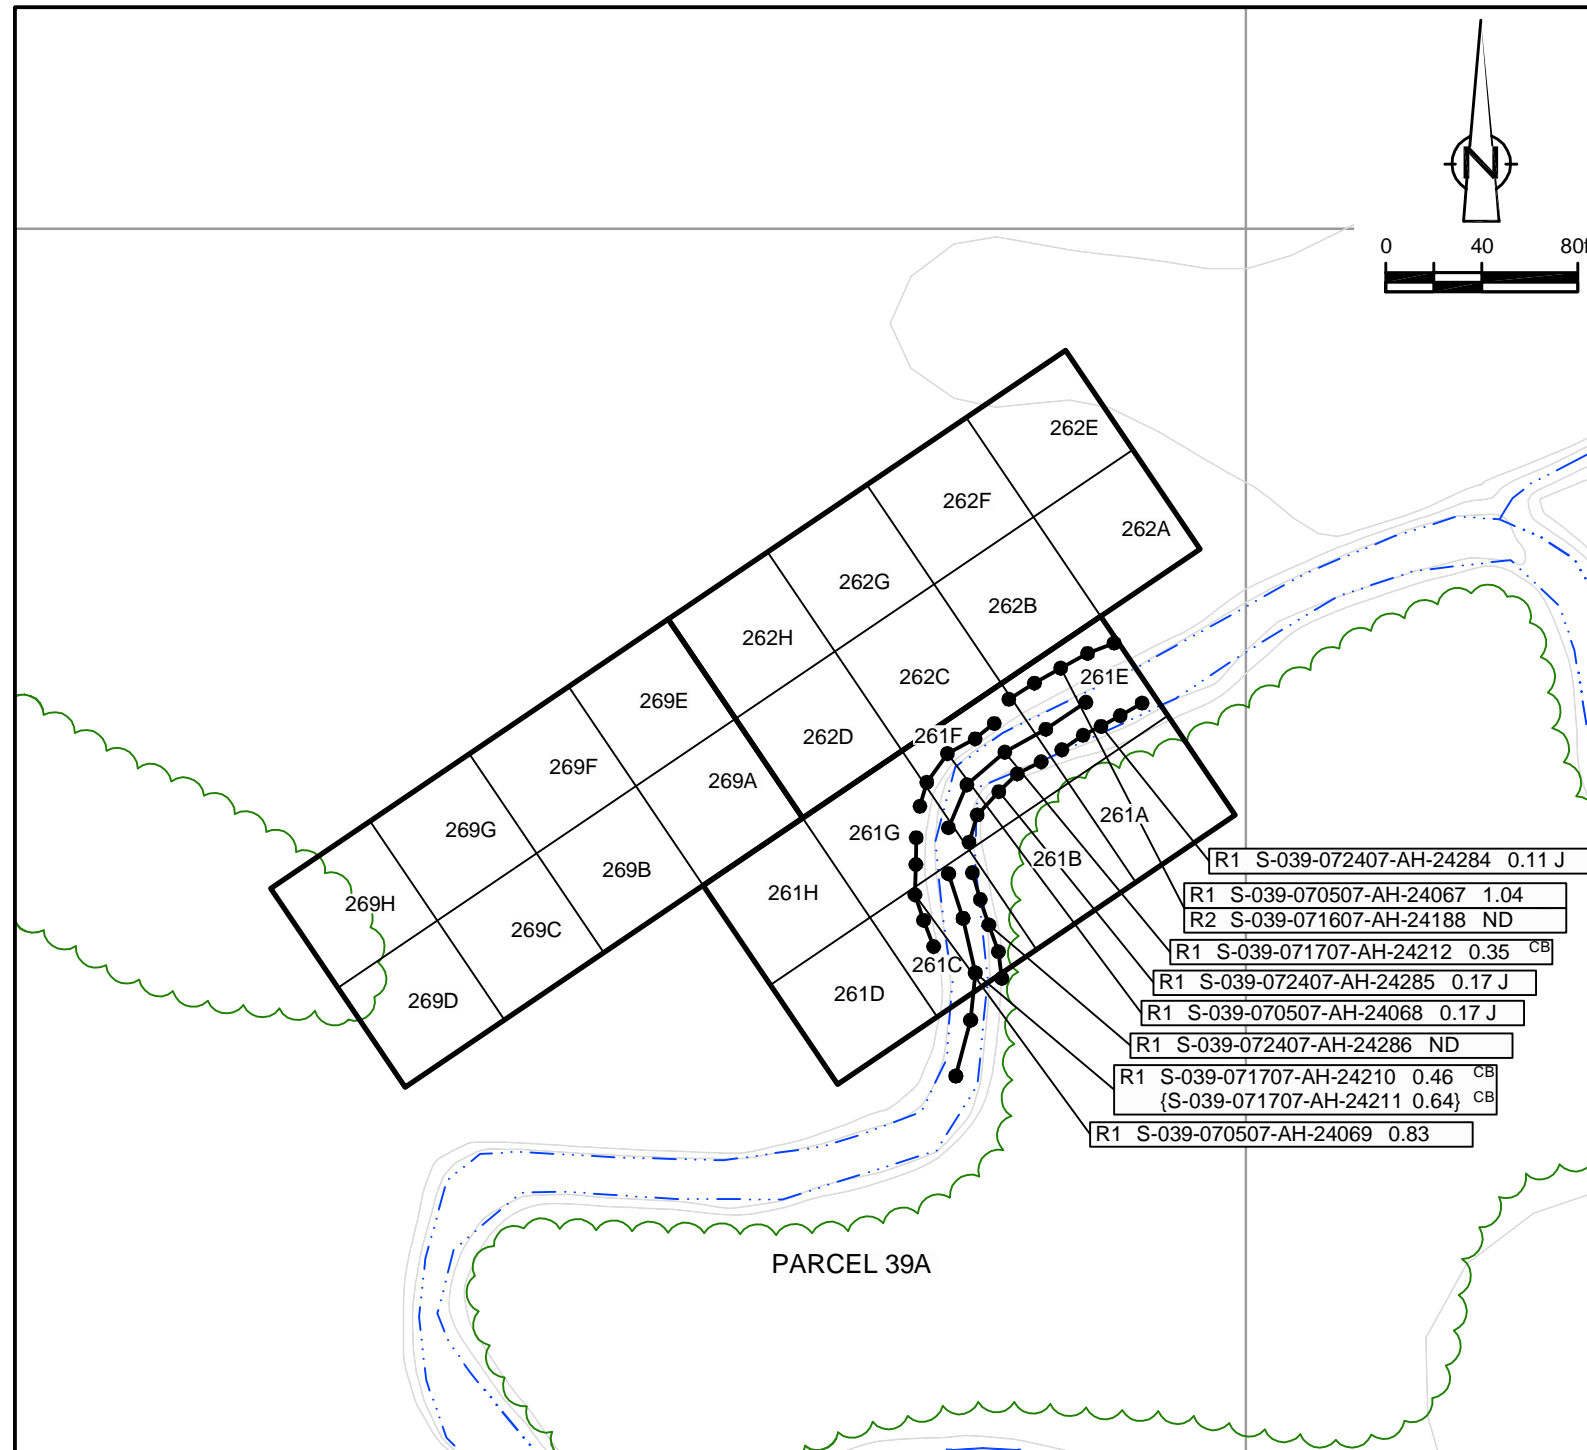 N
0 40 80f
262E
262F
262A
262G
262B
262H
262C
261E
269E
262D
261F
269F
269A
261A
269G
261G
261B
269B
261H
269H
269C
261C
269D
261D
R1 S-039-072407-AH-24284 0.11 J
R1 S-039-070507-AH-24067 1.04
R2 S-039-071607-AH-24188 ND
R1 S-039-071707-AH-24212 0.35 CB
R1 S-039-072407-AH-24285 0.17 J
R1 S-039-070507-AH-24068 0.17 J
R1 S-039-072407-AH-24286 ND
R1 S-039-071707-AH-24210 0.46 CB
{S-039-071707-AH-24211 0.64} CB
R1 S-039-070507-AH-24069 0.83
PARCEL 39A